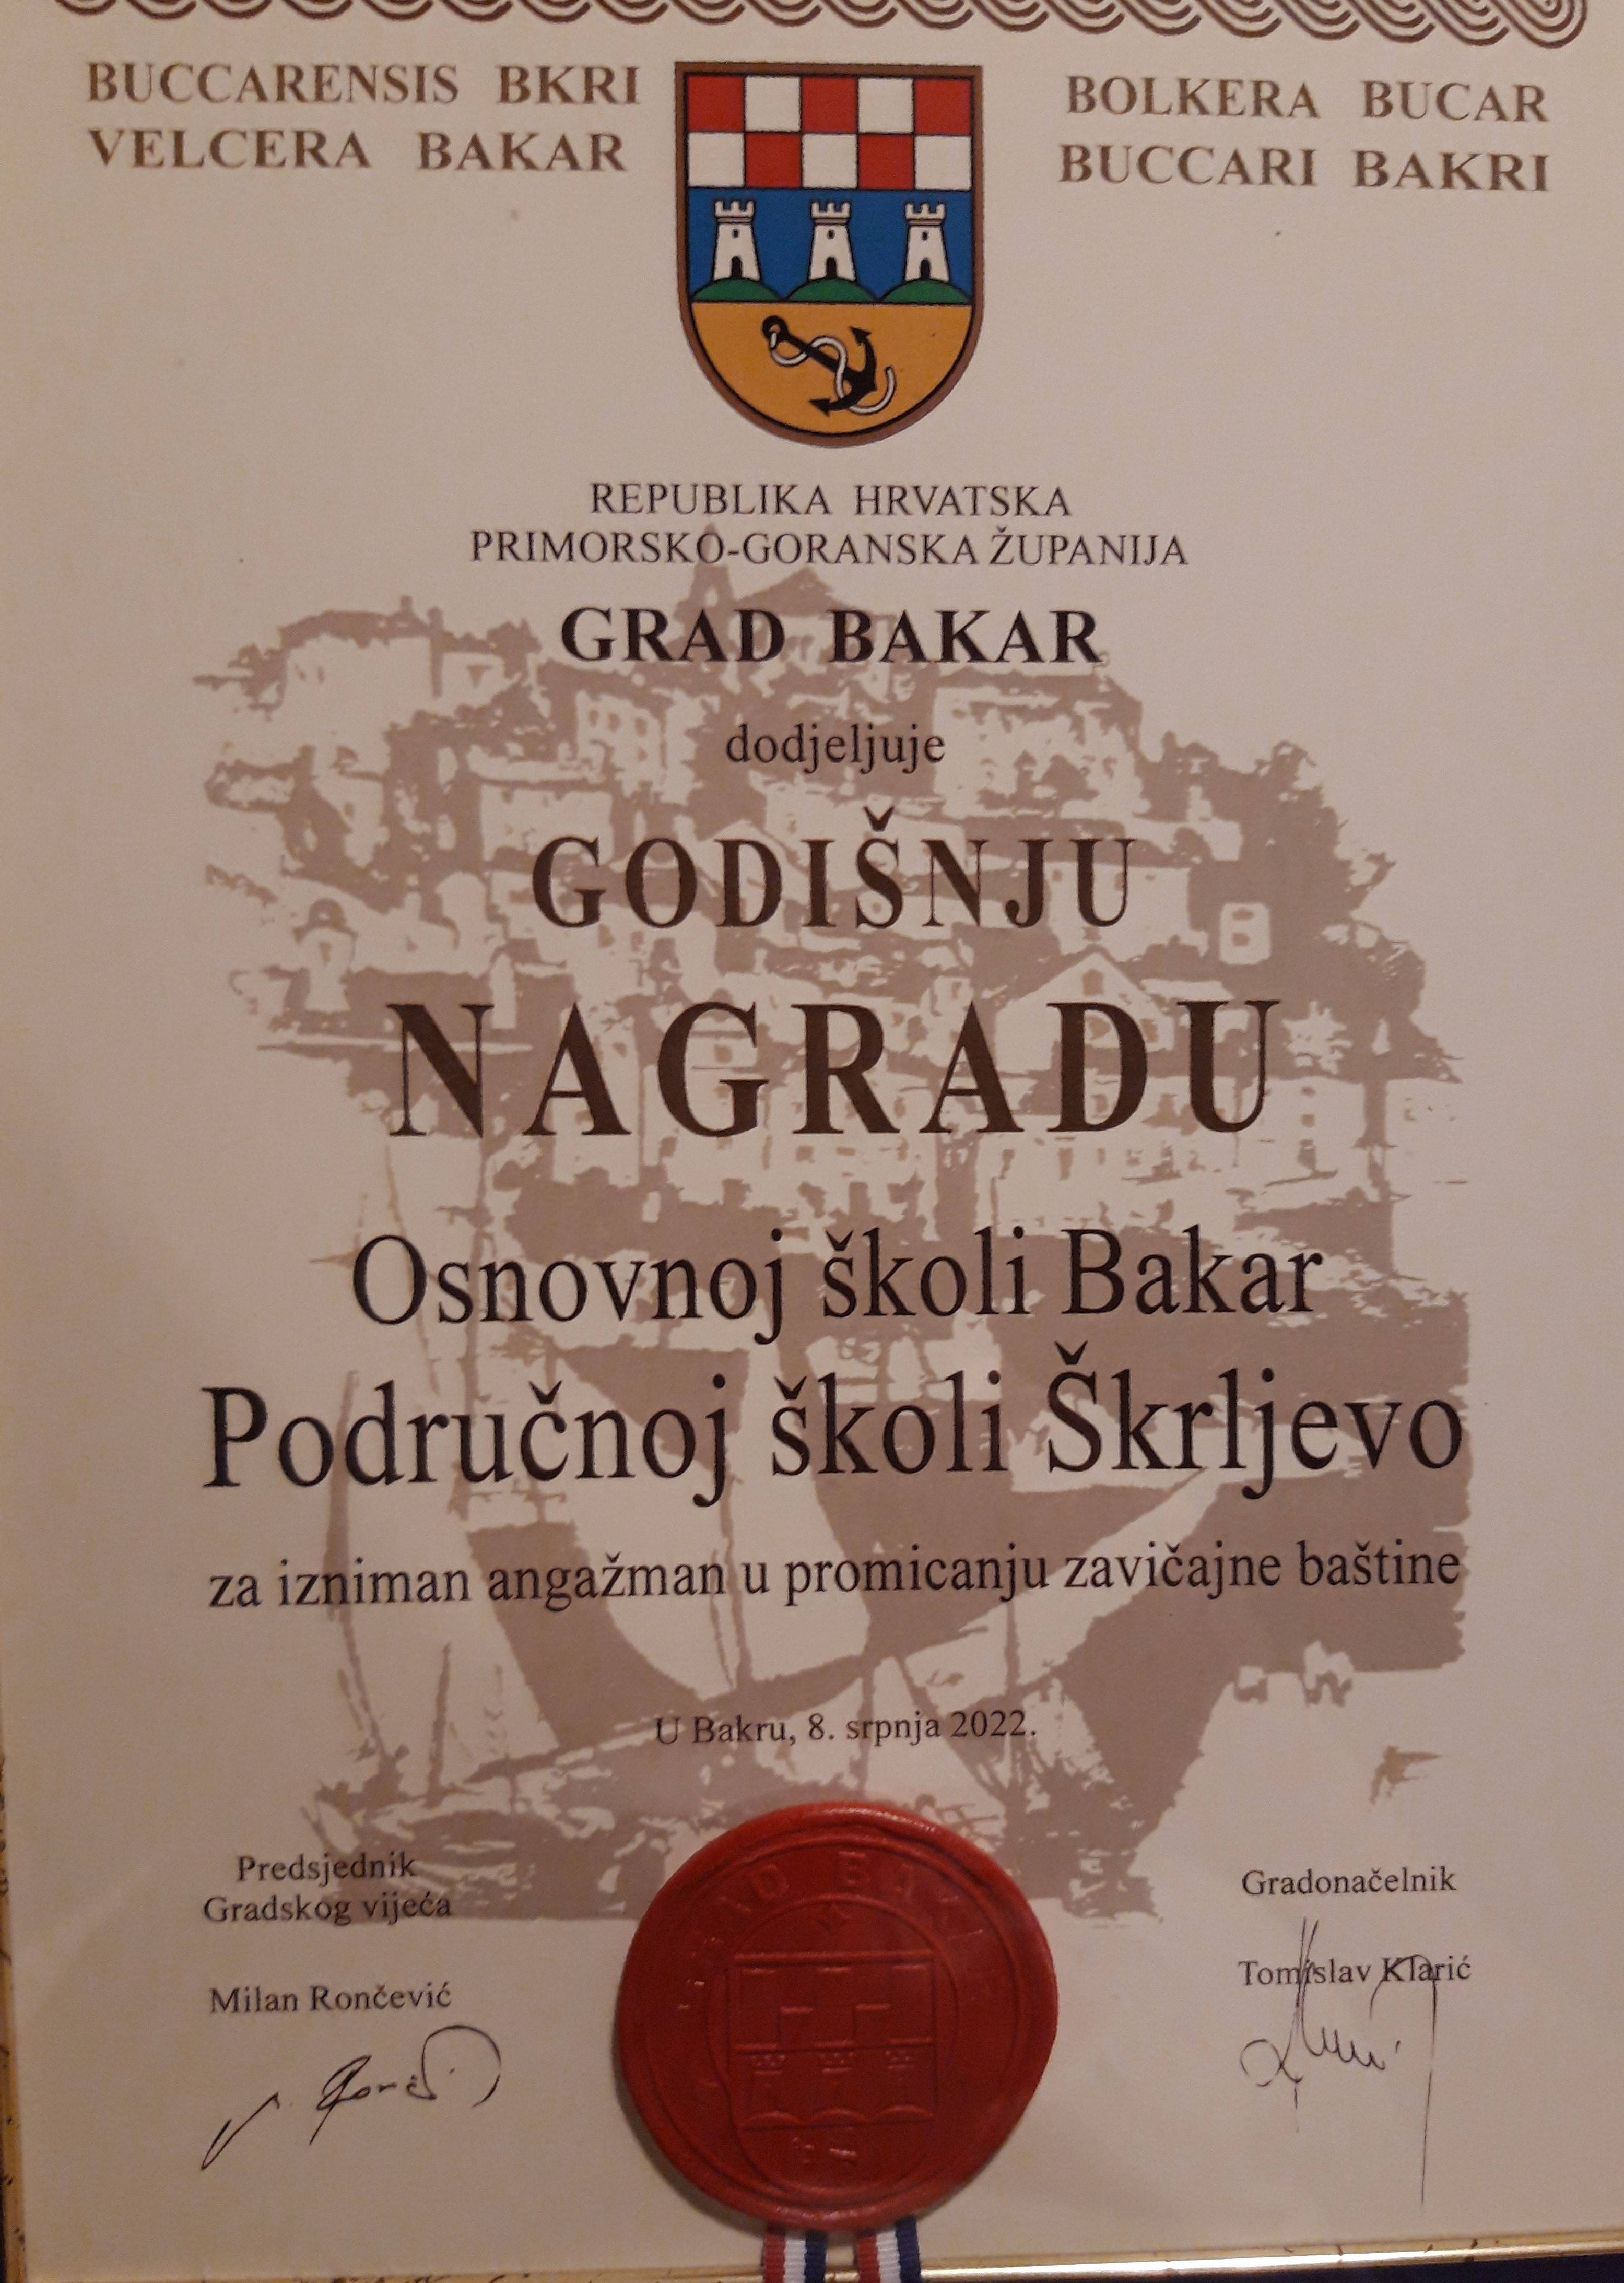 BUCCARENSIS BKRI
VELCERA BAKAR
BOLKERA BUCAR
BUCCARI BAKRI
REPUBLIKA HRVATSKA
PRIMORSKO-GORANSKA ŽUPANIJA
GRAD BAKAR
dodjeljuje
GODIŠNJU
NAGRADU
Osnovnoj školi Bakar
Područnoj školi Škrljevo
za izniman angažman u promicanju zavičajne baštine
U Bakru, 8. srpnja 2022.
Predsjednik
Gradskog vijeća
Milan Rončević
Gradonačelnik
Tomislav Klarić